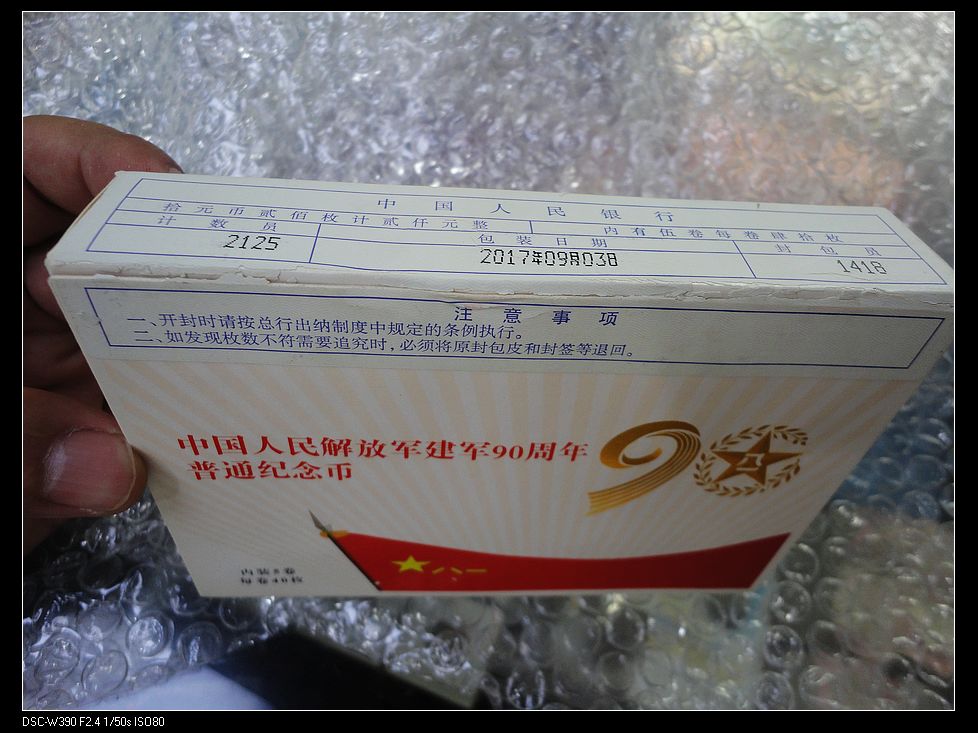 中国人民银行
拾元币贰佰枚计贰仟元整 内有伍卷每卷肆拾枚
计数员 包装日期 封包员
2125 2017年09月03日 1418
注意事项
一、开封时请按总行出纳制度中规定的条例执行。
二、如发现枚数不符需要追究时,必须将原封包皮和封签等退回。
中国人民解放军建军90周年
普通纪念币
90
八一
内装5卷
每卷40枚
八一
DSC-W390 F2.4 1/50s ISO80